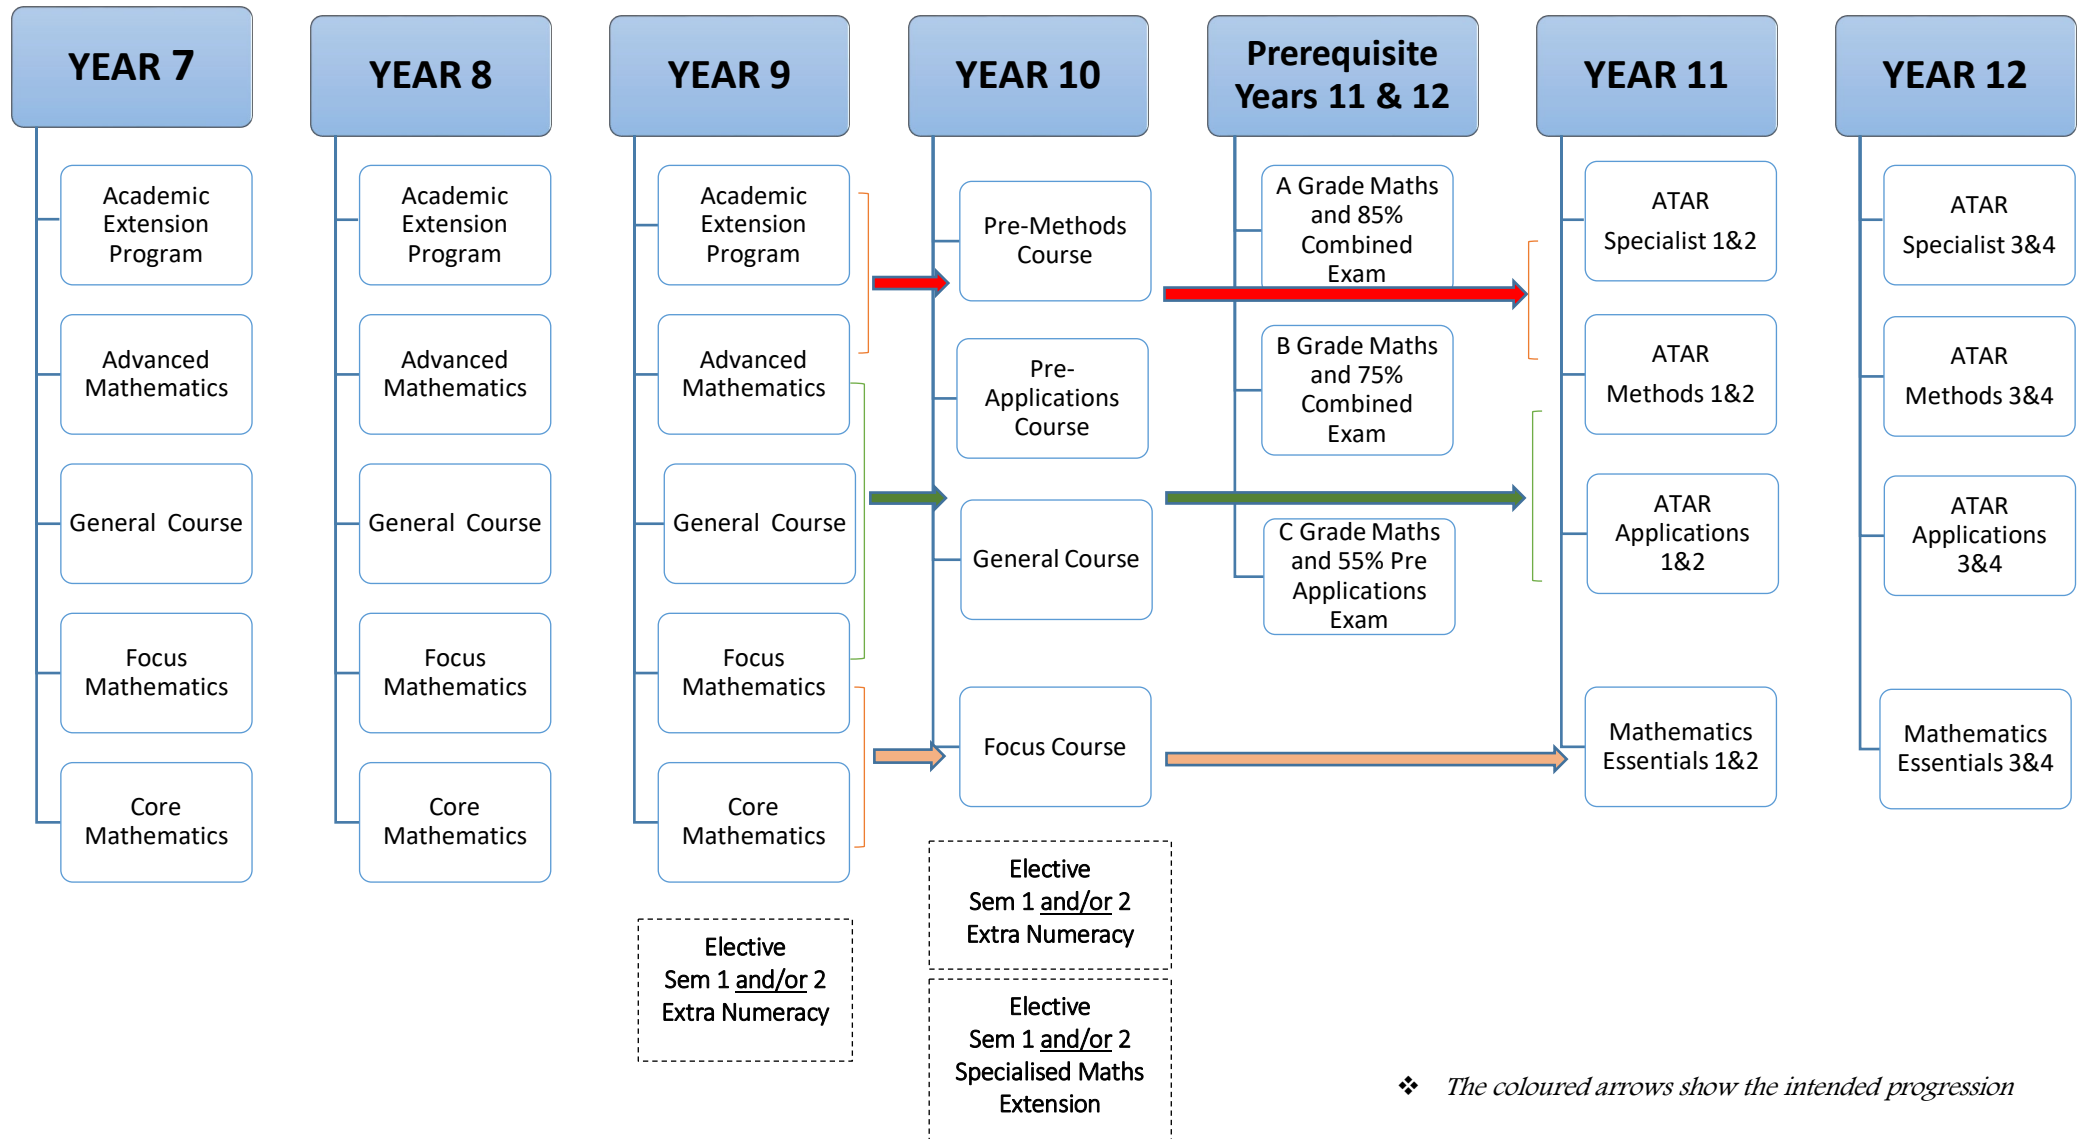 YEAR 7
Academic
Extension
Program
Advanced
Mathematics
General Course
Focus
Mathematics
Core
Mathematics
YEAR 8
Academic
Extension
Program
Advanced
Mathematics
General Course
Focus
Mathematics
Core
Mathematics
YEAR 9
Academic
Extension
Program
Advanced
Mathematics
General Course
Focus
Mathematics
Core
Mathematics
Elective
Sem 1 and/or 2
Extra Numeracy
YEAR 10
Pre-Methods
Course
Pre-
Applications
Course
General Course
Focus Course
Elective
Sem 1 and/or 2
Extra Numeracy
Elective
Sem 1 and/or 2
Specialised Maths
Extension
Prerequisite
Years 11 & 12
A Grade Maths
and 85%
Combined
Exam
B Grade Maths
and 75%
Combined
Exam
C Grade Maths
and 55% Pre
Applications
Exam
YEAR 11
ATAR
Specialist 1&2
ATAR
Methods 1&2
ATAR
Applications
1&2
Mathematics
Essentials 1&2
YEAR 12
ATAR
Specialist 3&4
ATAR
Methods 3&4
ATAR
Applications
3&4
Mathematics
Essentials 3&4
❖ The coloured arrows show the intended progression